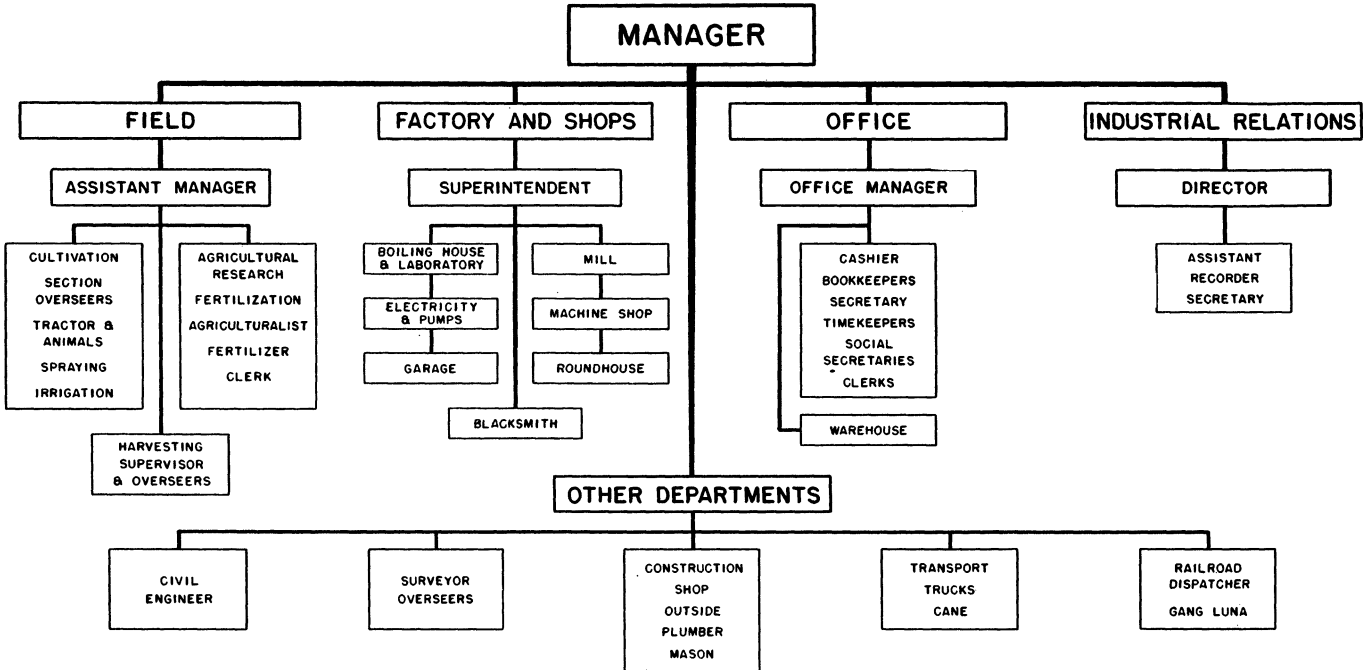 MANAGER
FIELD
FACTORY AND SHOPS
OFFICE
INDUSTRIAL RELATIONS
ASSISTANT MANAGER
SUPERINTENDENT
OFFICE MANAGER
DIRECTOR
CULTIVATION
SECTION
OVERSEERS
TRACTOR &
ANIMALS
SPRAYING
IRRIGATION
AGRICULTURAL
RESEARCH
FERTILIZATION
AGRICULTURALIST
FERTILIZER
CLERK
HARVESTING
SUPERVISOR
& OVERSEERS
BOILING HOUSE
& LABORATORY
ELECTRICITY
& PUMPS
GARAGE
MILL
MACHINE SHOP
ROUNDHOUSE
BLACKSMITH
CASHIER
BOOKKEEPERS
SECRETARY
TIMEKEEPERS
SOCIAL
SECRETARIES
CLERKS
WAREHOUSE
ASSISTANT
RECORDER
SECRETARY
OTHER DEPARTMENTS
CIVIL
ENGINEER
SURVEYOR
OVERSEERS
CONSTRUCTION
SHOP
OUTSIDE
PLUMBER
MASON
TRANSPORT
TRUCKS
CANE
RAILROAD
DISPATCHER
GANG LUNA